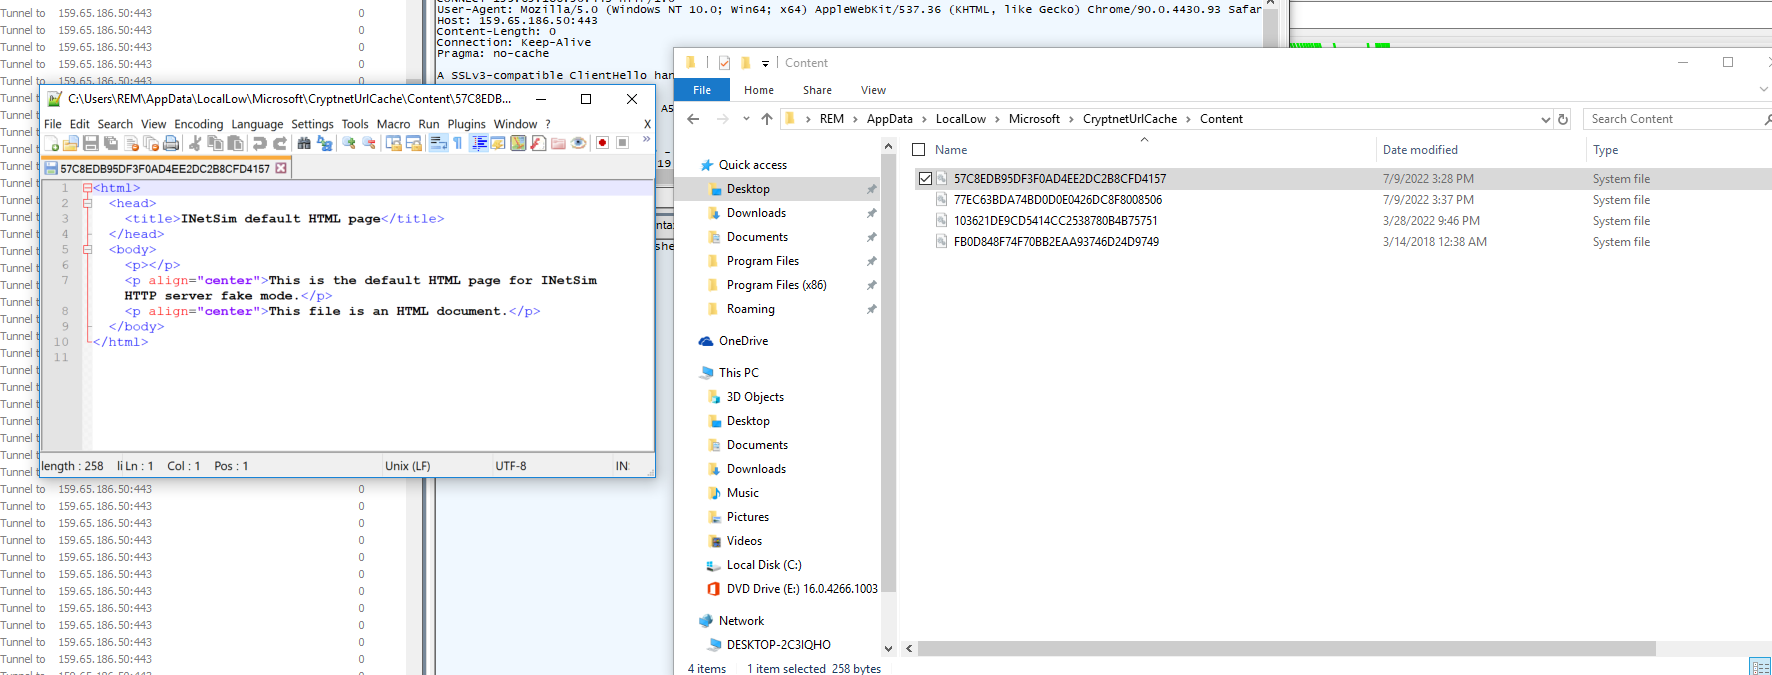 Tunnel to 159.65.186.50:443 0
Tunnel to 159.65.186.50:443 0
Tunnel to 159.65.186.50:443 0
Tunnel to 159.65.186.50:443 0
Tunnel to 159.65.186.50:443 0
User-Agent: Mozilla/5.0 (Windows NT 10.0; Win64; x64) AppleWebKit/537.36 (KHTML, like Gecko) Chrome/90.0.4430.93 Safar
Host: 159.65.186.50:443
Content-Length: 0
Connection: Keep-Alive
Pragma: no-cache
A SSLv3-compatible ClientHello han
C:\Users\REM\AppData\LocalLow\Microsoft\CryptnetUrlCache\Content\57C8EDB...
File Edit Search View Encoding Language Settings Tools Macro Run Plugins Window ? X
57C8EDB95DF3F0AD4EE2DC2B8CFD4157
1 <html>
2 <head>
3 <title>INetSim default HTML page</title>
4 </head>
5 <body>
6 <p></p>
7 <p align="center">This is the default HTML page for INetSim
HTTP server fake mode.</p>
8 <p align="center">This file is an HTML document.</p>
9 </body>
10 </html>
11
length : 258 li Ln : 1 Col : 1 Pos : 1 Unix (LF) UTF-8 IN:
Tunnel to 159.65.186.50:443 0
Tunnel to 159.65.186.50:443 0
Tunnel to 159.65.186.50:443 0
Tunnel to 159.65.186.50:443 0
Tunnel to 159.65.186.50:443 0
Tunnel to 159.65.186.50:443 0
Tunnel to 159.65.186.50:443 0
Tunnel to 159.65.186.50:443 0
Tunnel to 159.65.186.50:443 0
Tunnel to 159.65.186.50:443 0
Tunnel to 159.65.186.50:443 0
Content
File Home Share View
REM > AppData > LocalLow > Microsoft > CryptnetUrlCache > Content
Search Content
Quick access
Desktop
Downloads
Documents
Program Files
Program Files (x86)
Roaming
OneDrive
This PC
3D Objects
Desktop
Documents
Downloads
Music
Pictures
Videos
Local Disk (C:)
DVD Drive (E:) 16.0.4266.1003
Network
DESKTOP-2C3IQHO
Name Date modified Type
57C8EDB95DF3F0AD4EE2DC2B8CFD4157 7/9/2022 3:28 PM System file
77EC63BDA74BD0D0E0426DC8F8008506 7/9/2022 3:37 PM System file
103621DE9CD5414CC2538780B4B75751 3/28/2022 9:46 PM System file
FB0D848F74F70BB2EAA93746D24D9749 3/14/2018 12:38 AM System file
4 items 1 item selected 258 bytes